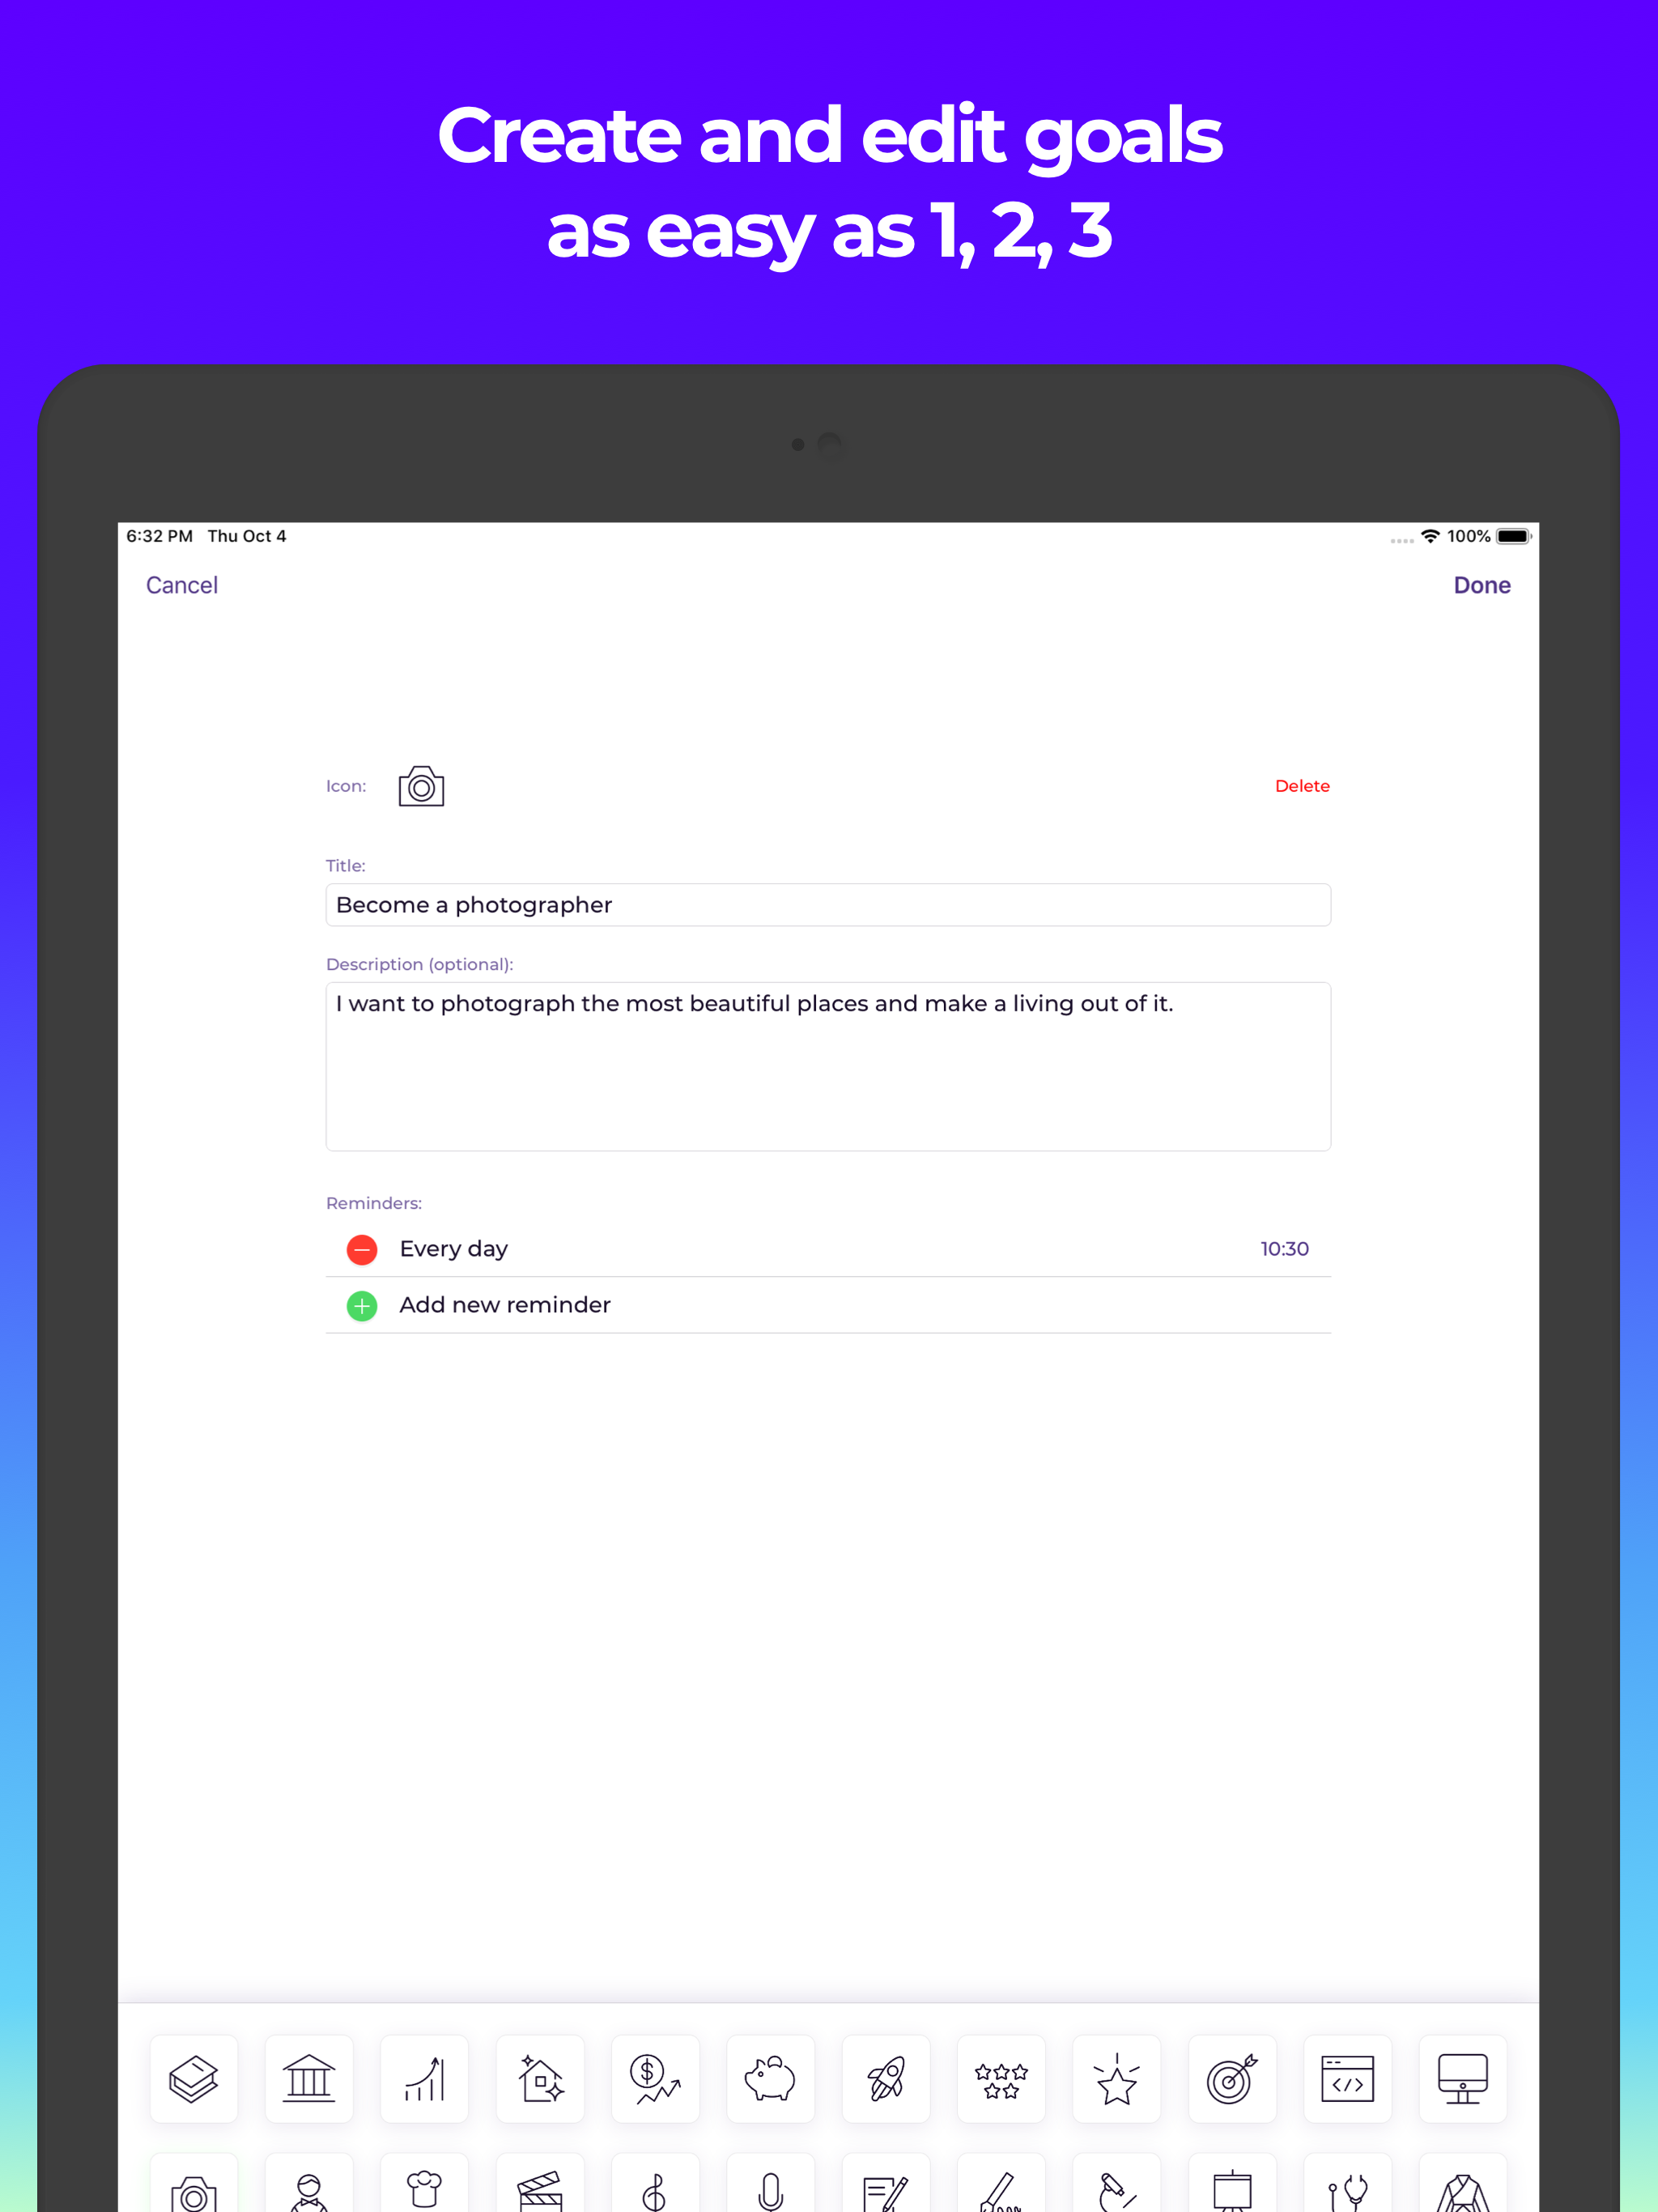 Create and edit goals
as easy as 1, 2, 3
6:32 PM Thu Oct 4 100%
Cancel Done
Icon: Delete
Title:
Become a photographer
Description (optional):
I want to photograph the most beautiful places and make a living out of it.
Reminders:
Every day 10:30
Add new reminder